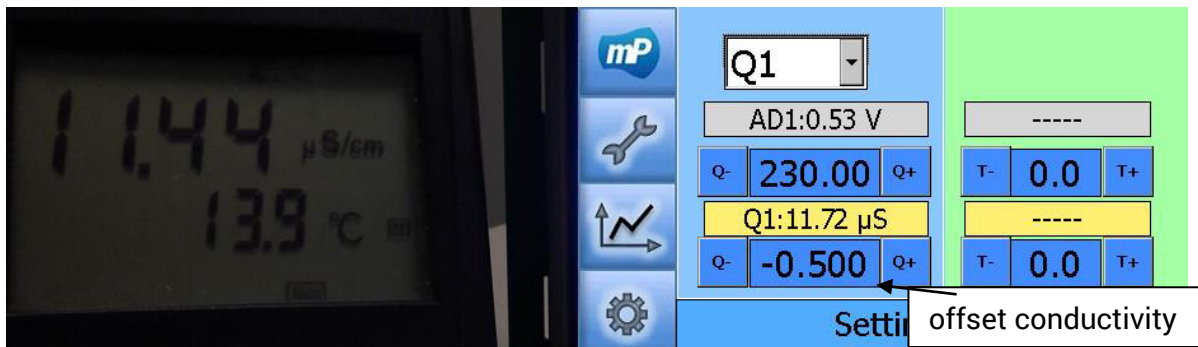 11.44 µS/cm
13.9 °C
mP
Q1
AD1:0.53 V
Q- 230.00 Q+
Q1:11.72 µS
Q- -0.500 Q+
-----
T- 0.0 T+
-----
T- 0.0 T+
Settin
offset conductivity